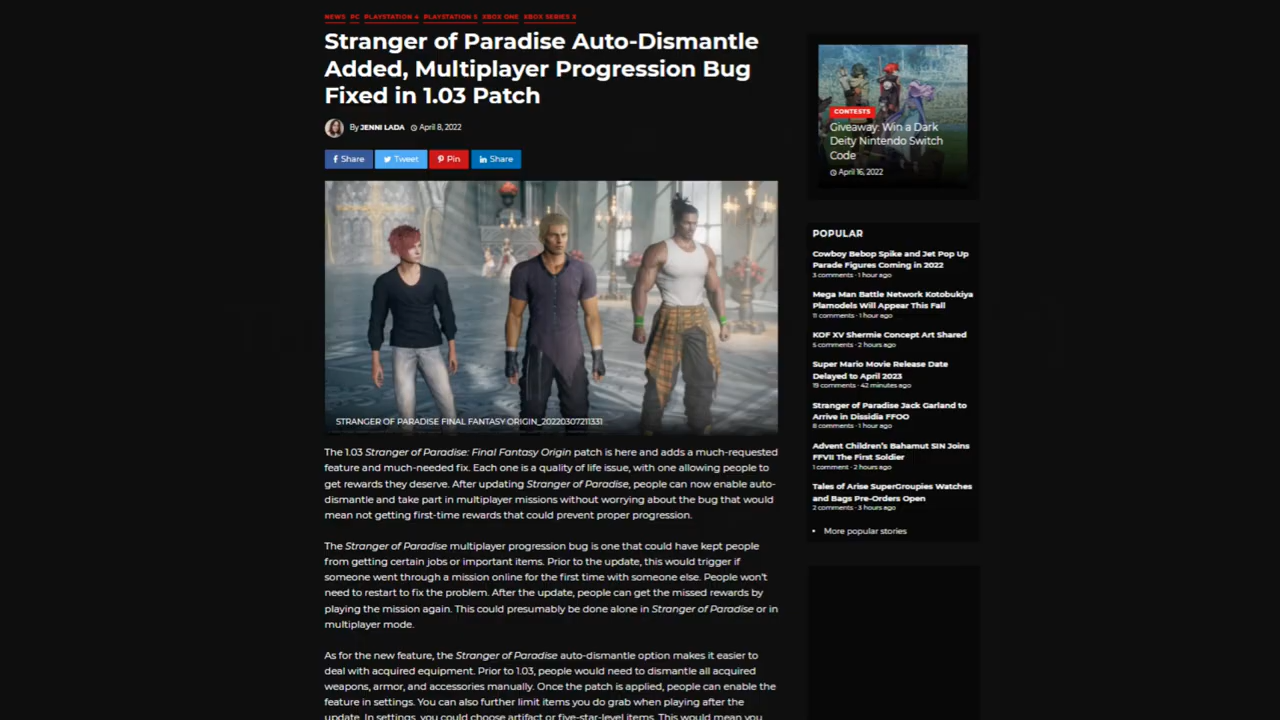 NEWS PC PLAYSTATION 4 PLAYSTATION 5 XBOX ONE XBOX SERIES X
Stranger of Paradise Auto-Dismantle
Added, Multiplayer Progression Bug
Fixed in 1.03 Patch
By JENNI LADA April 8, 2022
Share Tweet Pin Share
STRANGER OF PARADISE FINAL FANTASY ORIGIN_20220307211331
The 1.03 Stranger of Paradise: Final Fantasy Origin patch is here and adds a much-requested
feature and much-needed fix. Each one is a quality of life issue, with one allowing people to
get rewards they deserve. After updating Stranger of Paradise, people can now enable auto-
dismantle and take part in multiplayer missions without worrying about the bug that would
mean not getting first-time rewards that could prevent proper progression.
The Stranger of Paradise multiplayer progression bug is one that could have kept people
from getting certain jobs or important items. Prior to the update, this would trigger if
someone went through a mission online for the first time with someone else. People won't
need to restart to fix the problem. After the update, people can get the missed rewards by
playing the mission again. This could presumably be done alone in Stranger of Paradise or in
multiplayer mode.
As for the new feature, the Stranger of Paradise auto-dismantle option makes it easier to
deal with acquired equipment. Prior to 1.03, people would need to dismantle all acquired
weapons, armor, and accessories manually. Once the patch is applied, people can enable the
feature in settings. You can also further limit items you do grab when playing after the
update. In settings, you could choose artifact or five-star-level items. This would mean you
CONTESTS
Giveaway: Win a Dark
Deity Nintendo Switch
Code
April 16, 2022
POPULAR
Cowboy Bebop Spike and Jet Pop Up
Parade Figures Coming in 2022
3 comments · 1 hour ago
Mega Man Battle Network Kotobukiya
Plamodels Will Appear This Fall
11 comments · 1 hour ago
KOF XV Shermie Concept Art Shared
5 comments · 2 hours ago
Super Mario Movie Release Date
Delayed to April 2023
19 comments · 42 minutes ago
Stranger of Paradise Jack Garland to
Arrive in Dissidia FFOO
8 comments · 1 hour ago
Advent Children's Bahamut SIN Joins
FFVII The First Soldier
1 comment · 2 hours ago
Tales of Arise SuperGroupies Watches
and Bags Pre-Orders Open
2 comments · 3 hours ago
• More popular stories